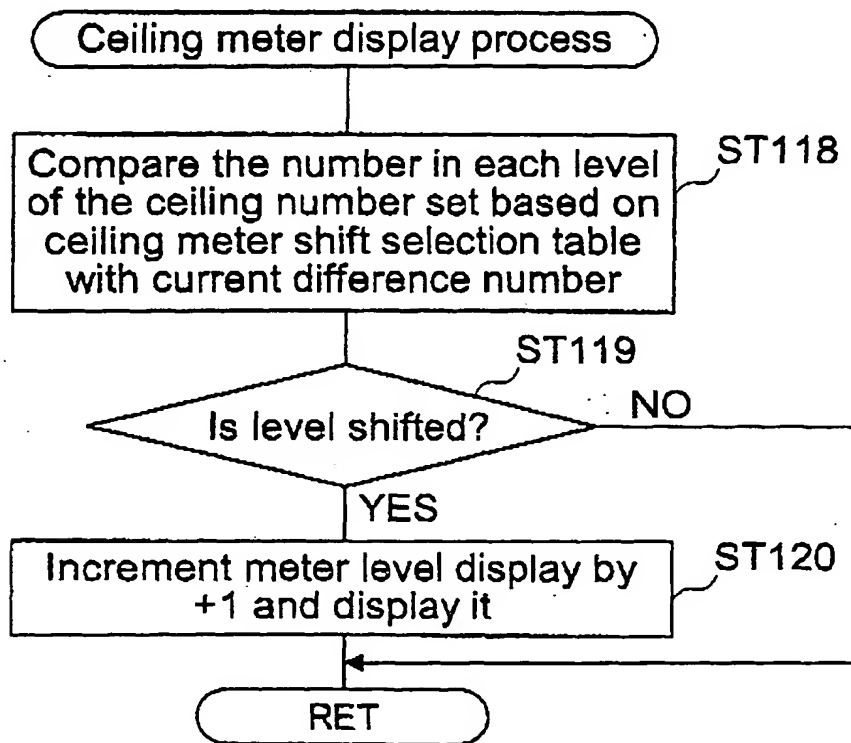 Ceiling meter display process
Compare the number in each level
of the ceiling number set based on
ceiling meter shift selection table
with current difference number
ST118
ST119
Is level shifted?
NO
YES
Increment meter level display by
+1 and display it
ST120
RET